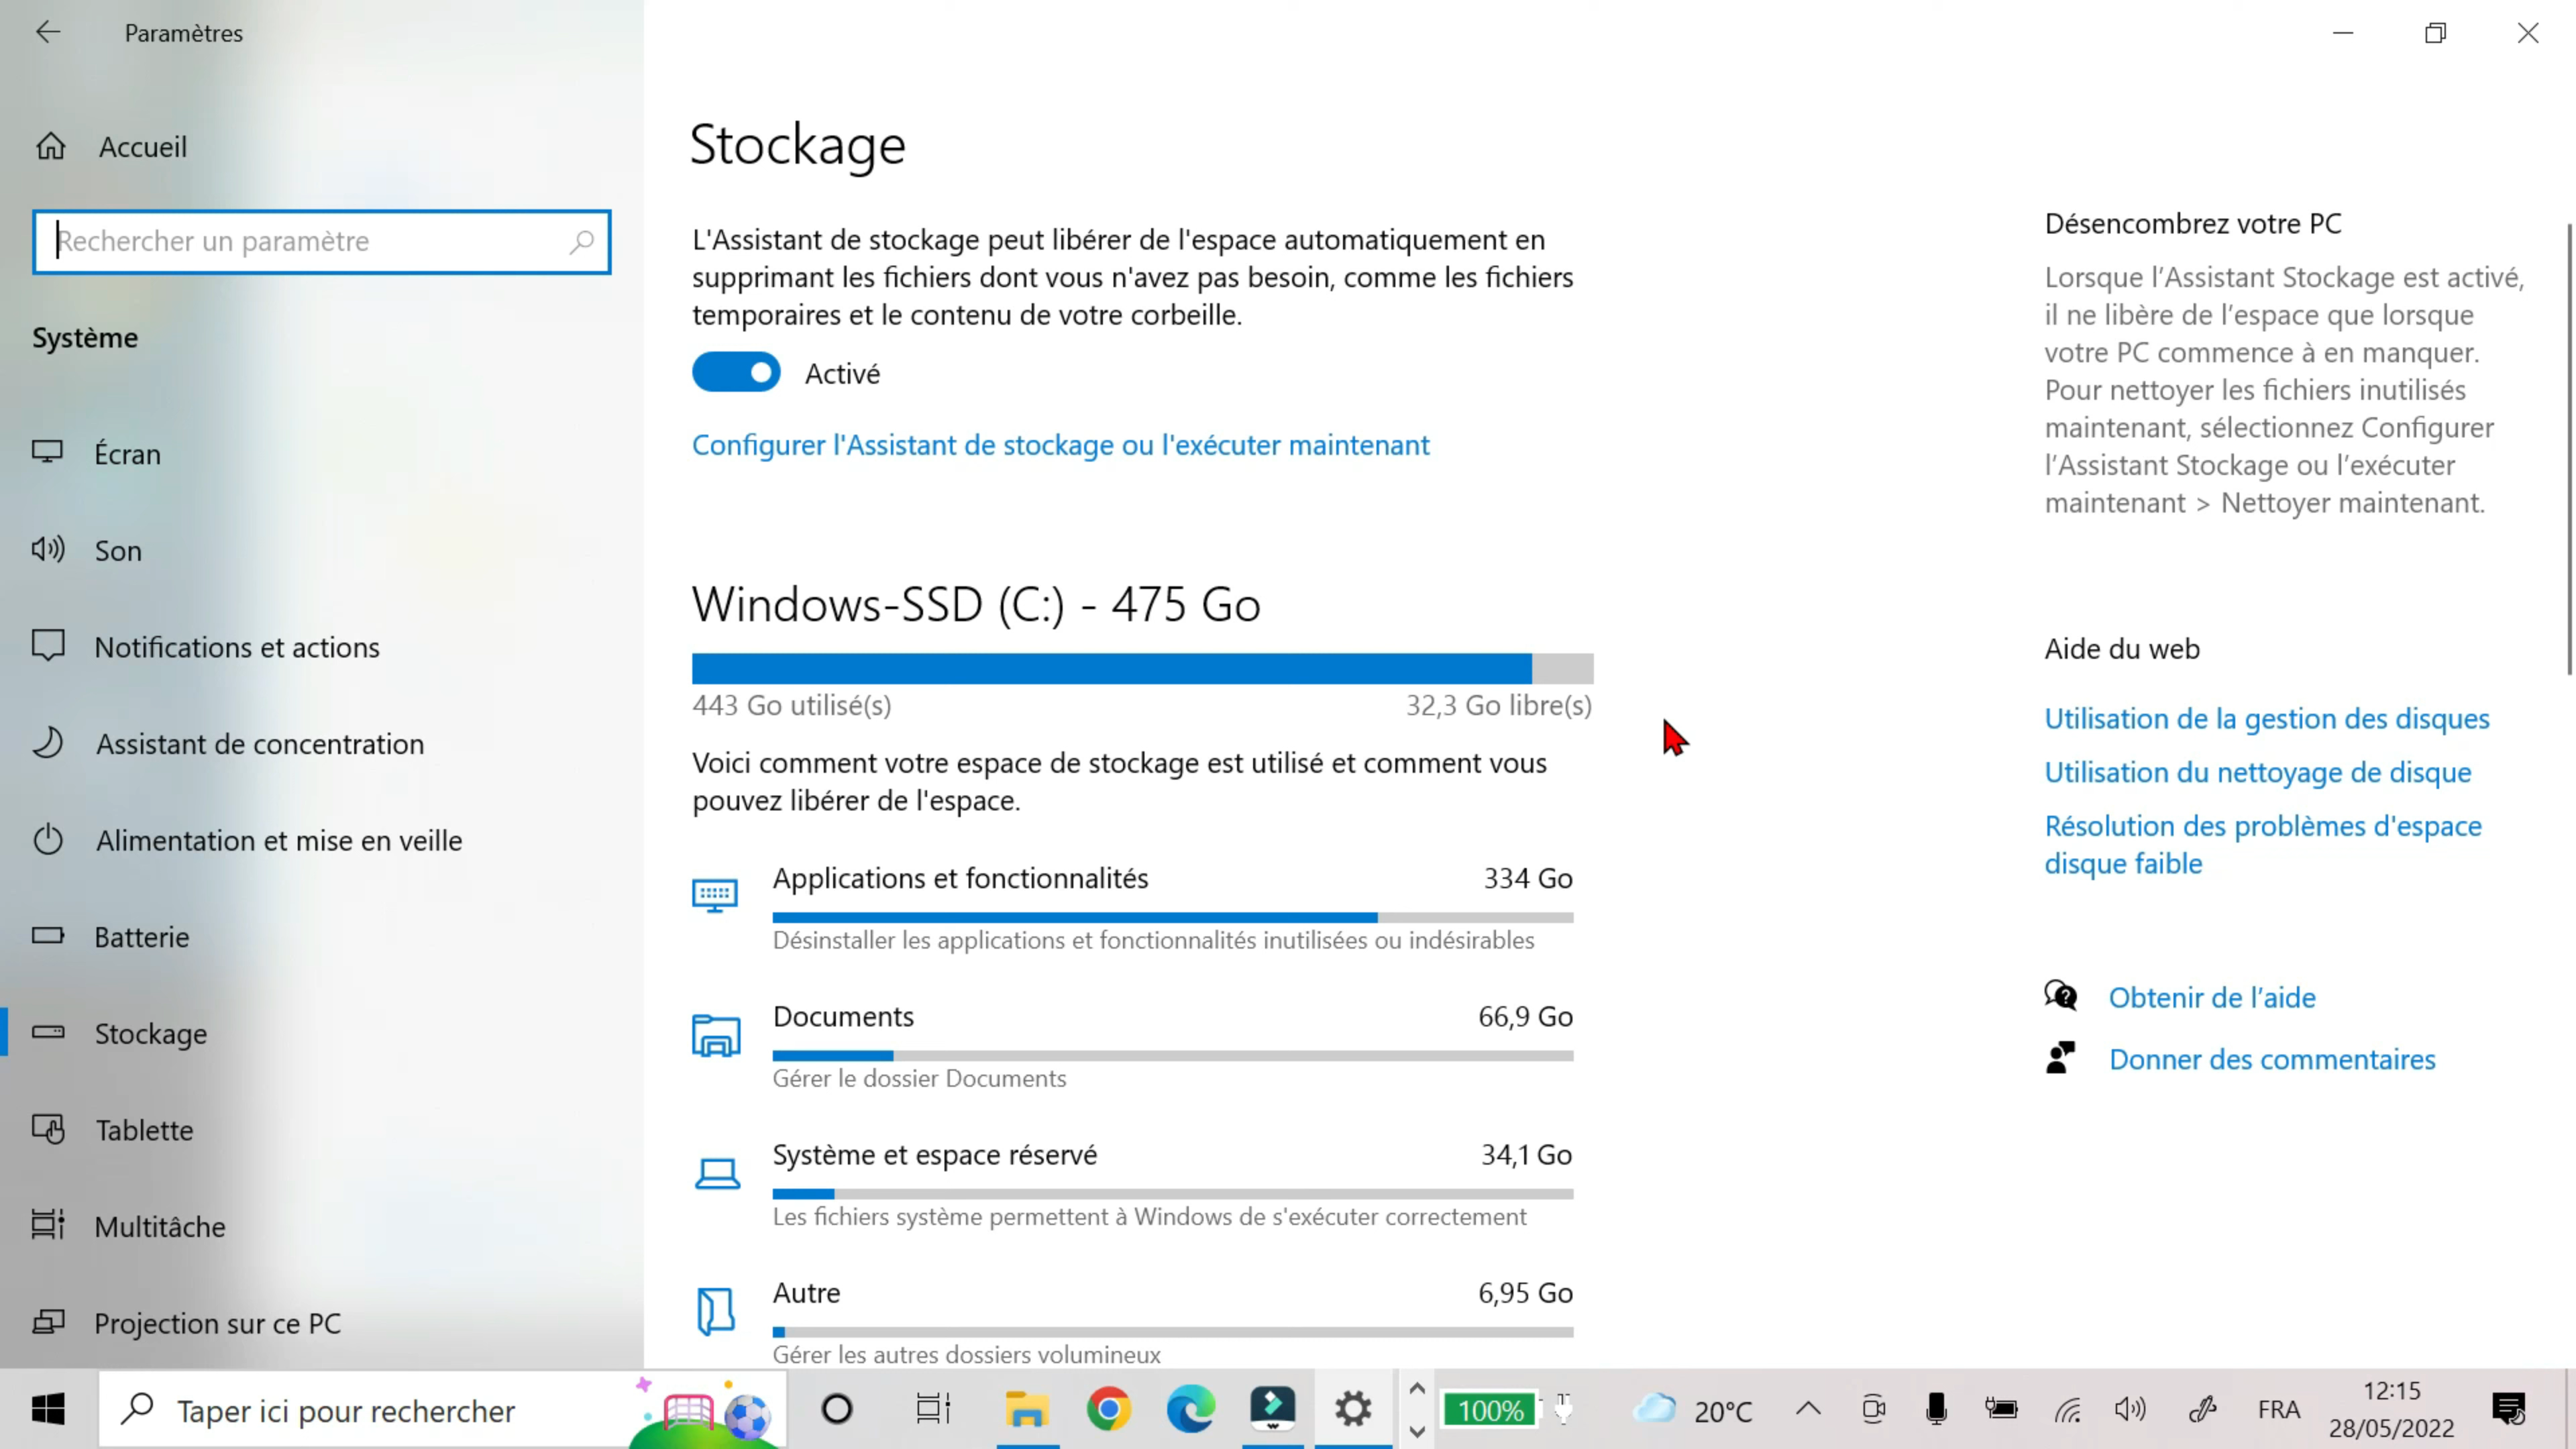 Paramètres
Accueil
Rechercher un paramètre
Système
Écran
Son
Notifications et actions
Assistant de concentration
Alimentation et mise en veille
Batterie
Stockage
Tablette
Multitâche
Projection sur ce PC
Stockage
L'Assistant de stockage peut libérer de l'espace automatiquement en
supprimant les fichiers dont vous n'avez pas besoin, comme les fichiers
temporaires et le contenu de votre corbeille.
Activé
Configurer l'Assistant de stockage ou l'exécuter maintenant
Windows-SSD (C:) - 475 Go
443 Go utilisé(s) 32,3 Go libre(s)
Voici comment votre espace de stockage est utilisé et comment vous
pouvez libérer de l'espace.
Applications et fonctionnalités 334 Go
Désinstaller les applications et fonctionnalités inutilisées ou indésirables
Documents 66,9 Go
Gérer le dossier Documents
Système et espace réservé 34,1 Go
Les fichiers système permettent à Windows de s'exécuter correctement
Autre 6,95 Go
Gérer les autres dossiers volumineux
Désencombrez votre PC
Lorsque l’Assistant Stockage est activé,
il ne libère de l’espace que lorsque
votre PC commence à en manquer.
Pour nettoyer les fichiers inutilisés
maintenant, sélectionnez Configurer
l’Assistant Stockage ou l’exécuter
maintenant > Nettoyer maintenant.
Aide du web
Utilisation de la gestion des disques
Utilisation du nettoyage de disque
Résolution des problèmes d'espace
disque faible
Obtenir de l’aide
Donner des commentaires
Taper ici pour rechercher
100%
20°C
FRA
12:15
28/05/2022